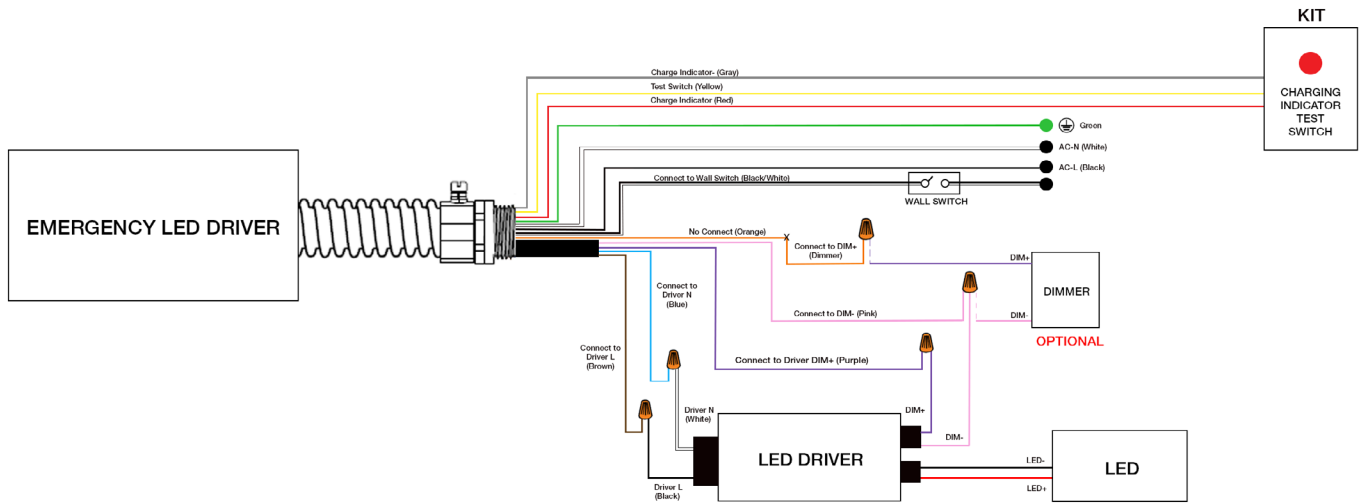 KIT
Charge Indicator- (Gray)
Test Switch (Yellow)
Charge Indicator (Red)
CHARGING
INDICATOR
TEST
SWITCH
Green
AC-N (White)
AC-L (Black)
Connect to Wall Switch (Black/White)
WALL SWITCH
EMERGENCY LED DRIVER
No Connect (Orange)
x
Connect to DIM+
(Dimmer)
DIM+
DIMMER
DIM-
OPTIONAL
Connect to
Driver N
(Blue)
Connect to DIM- (Pink)
Connect to
Driver L
(Brown)
Connect to Driver DIM+ (Purple)
Driver N
(White)
DIM+
DIM-
LED DRIVER
Driver L
(Black)
LED-
LED+
LED